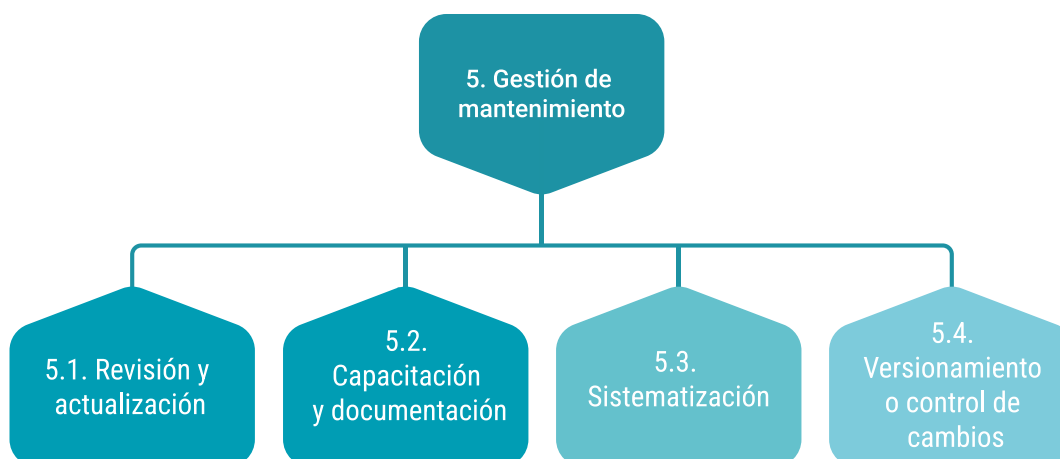 5. Gestión de
mantenimiento
5.1. Revisión y
actualización
5.2.
Capacitación
y documentación
5.3.
Sistematización
5.4.
Versionamiento
o control de
cambios